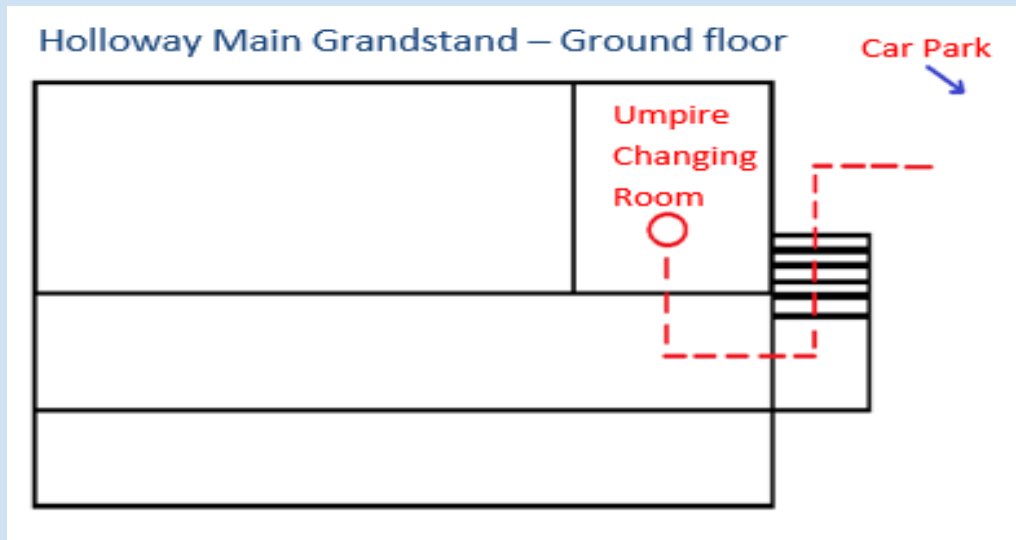 Holloway Main Grandstand – Ground floor
Car Park
Umpire
Changing
Room